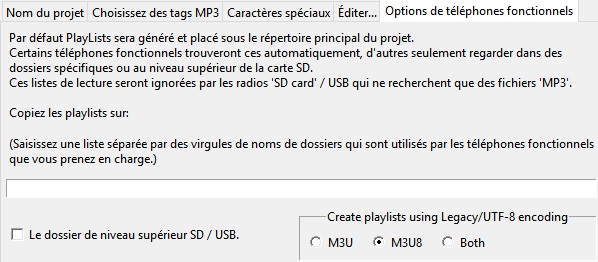 Nom du projet Choisissez des tags MP3 Caractères spéciaux Éditer... Options de téléphones fonctionnels
Par défaut PlayLists sera généré et placé sous le répertoire principal du projet.
Certains téléphones fonctionnels trouveront ces automatiquement, d'autres seulement regarder dans des
dossiers spécifiques ou au niveau supérieur de la carte SD.
Ces listes de lecture seront ignorées par les radios 'SD card' / USB qui ne recherchent que des fichiers 'MP3'.
Copiez les playlists sur:
(Saisissez une liste séparée par des virgules de noms de dossiers qui sont utilisés par les téléphones fonctionnels
que vous prenez en charge.)
Create playlists using Legacy/UTF-8 encoding
Le dossier de niveau supérieur SD / USB.
M3U M3U8 Both